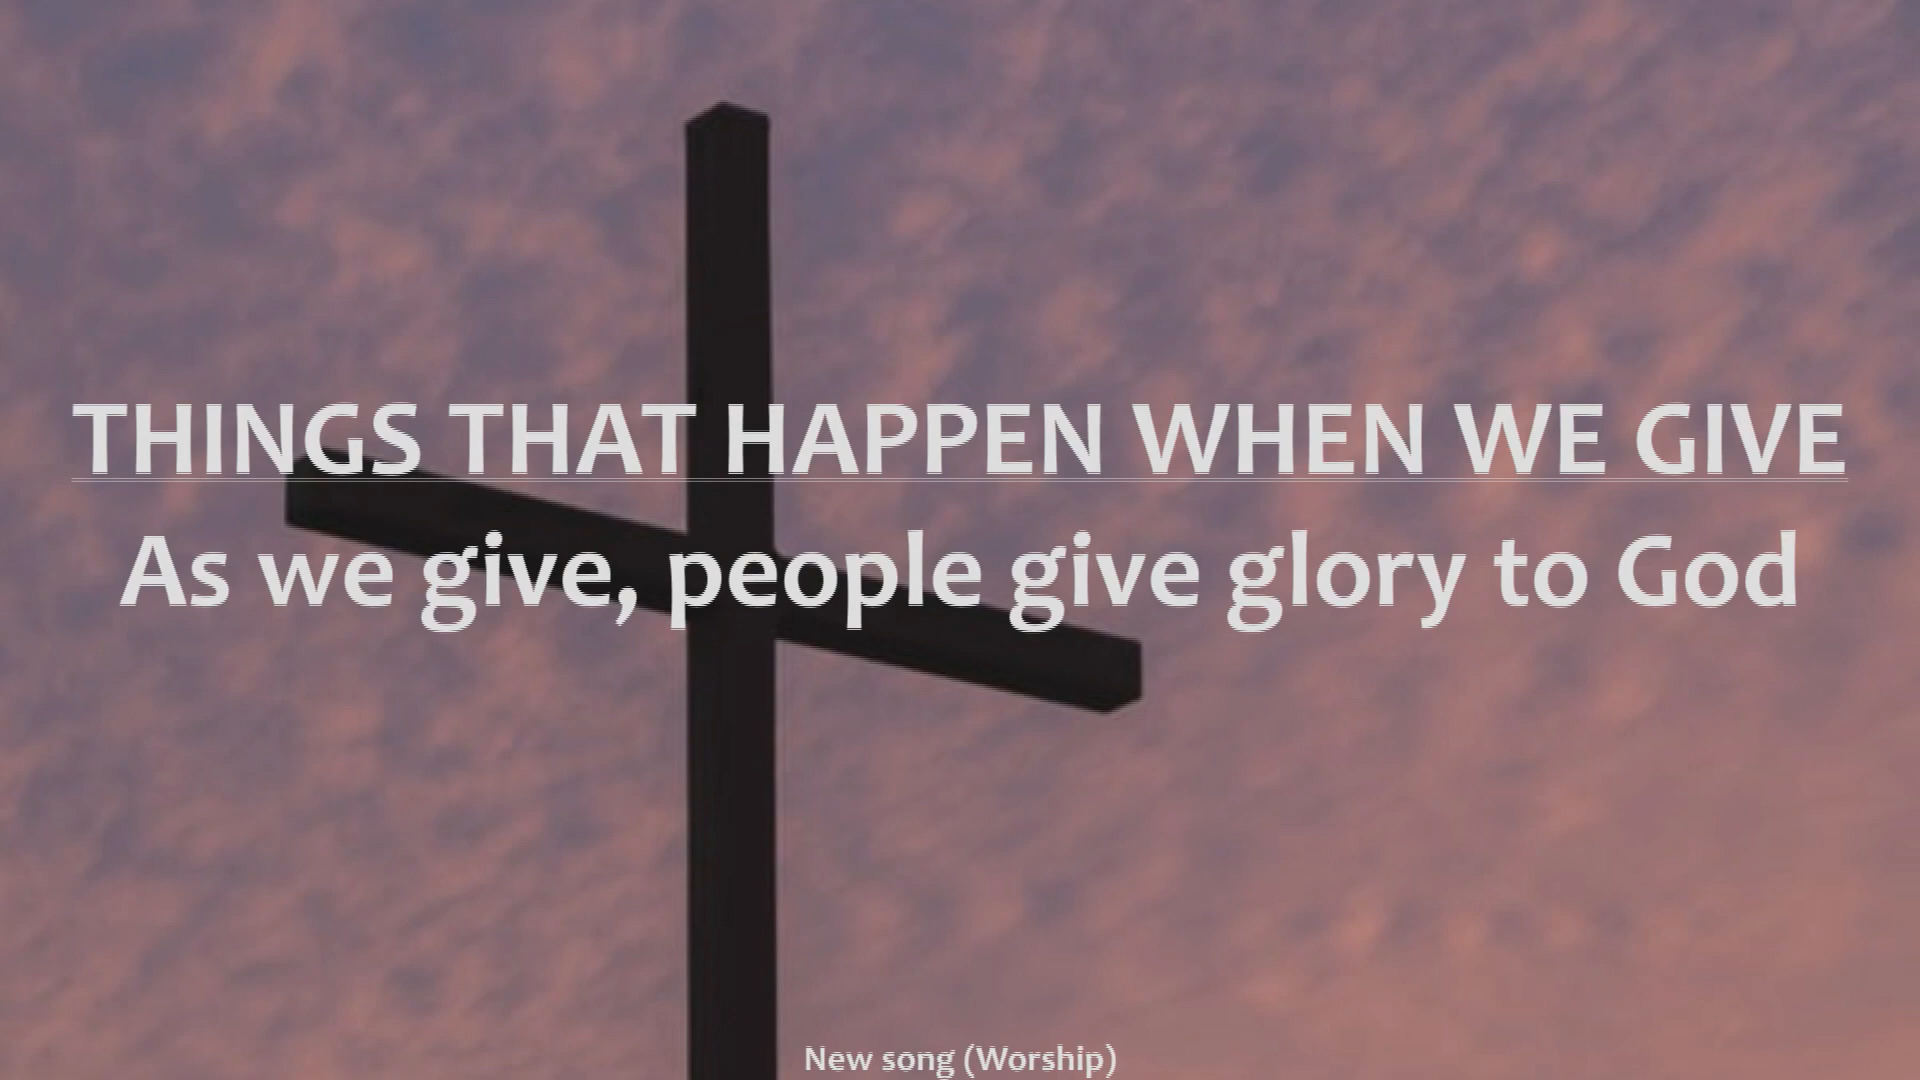 THINGS THAT HAPPEN WHEN WE GIVE
As we give, people give glory to God
New song (Worship)